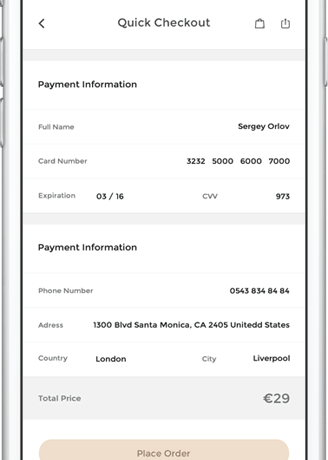 Quick Checkout
Payment Information
Full Name Sergey Orlov
Card Number 3232 5000 6000 7000
Expiration 03 / 16 CVV 973
Payment Information
Phone Number 0543 834 84 84
Adress 1300 Blvd Santa Monica, CA 2405 Unitedd States
Country London City Liverpool
Total Price €29
Place Order